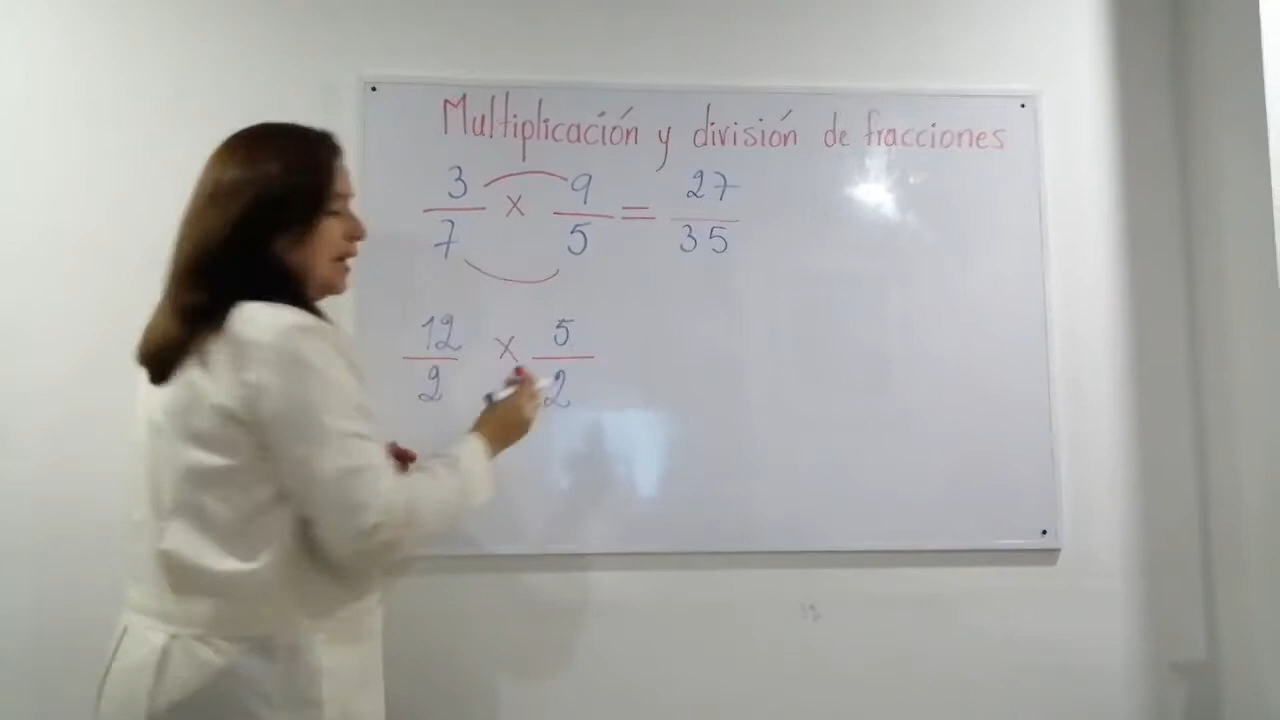 Multiplicación y división de fracciones
3/7 x 9/5 = 27/35
12/2 x 5/2